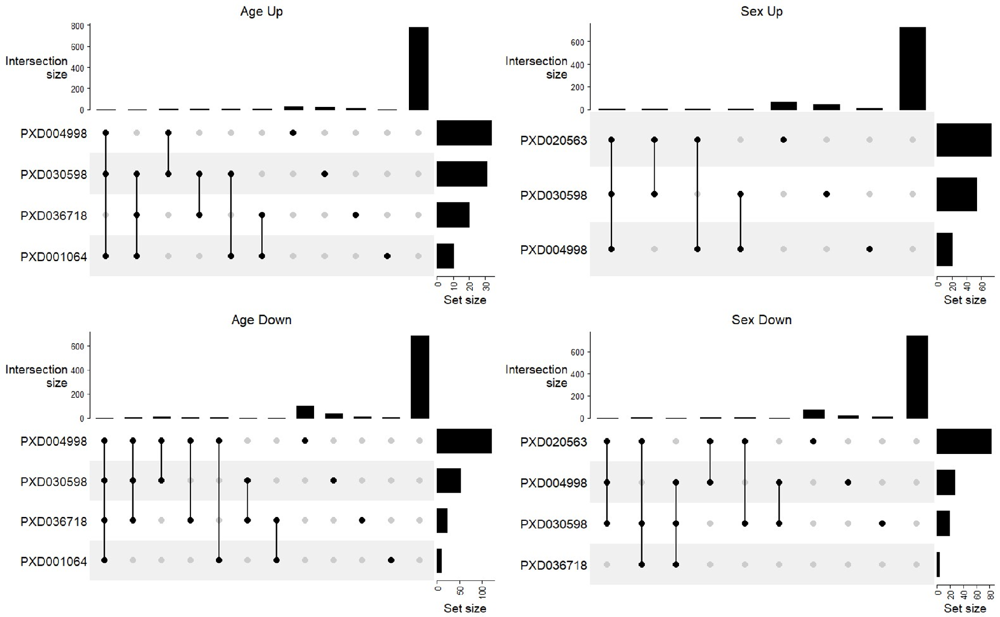 Age Up
800
600
400
200
0
Intersection
size
PXD004998
PXD030598
PXD036718
PXD001064
0 10 20 30
Set size
Sex Up
600
400
200
0
Intersection
size
PXD020563
PXD030598
PXD004998
0 20 40 60
Set size
Age Down
600
400
200
0
Intersection
size
PXD004998
PXD030598
PXD036718
PXD001064
0 50 100
Set size
Sex Down
600
400
200
0
Intersection
size
PXD020563
PXD004998
PXD030598
PXD036718
0 20 40 60 80
Set size